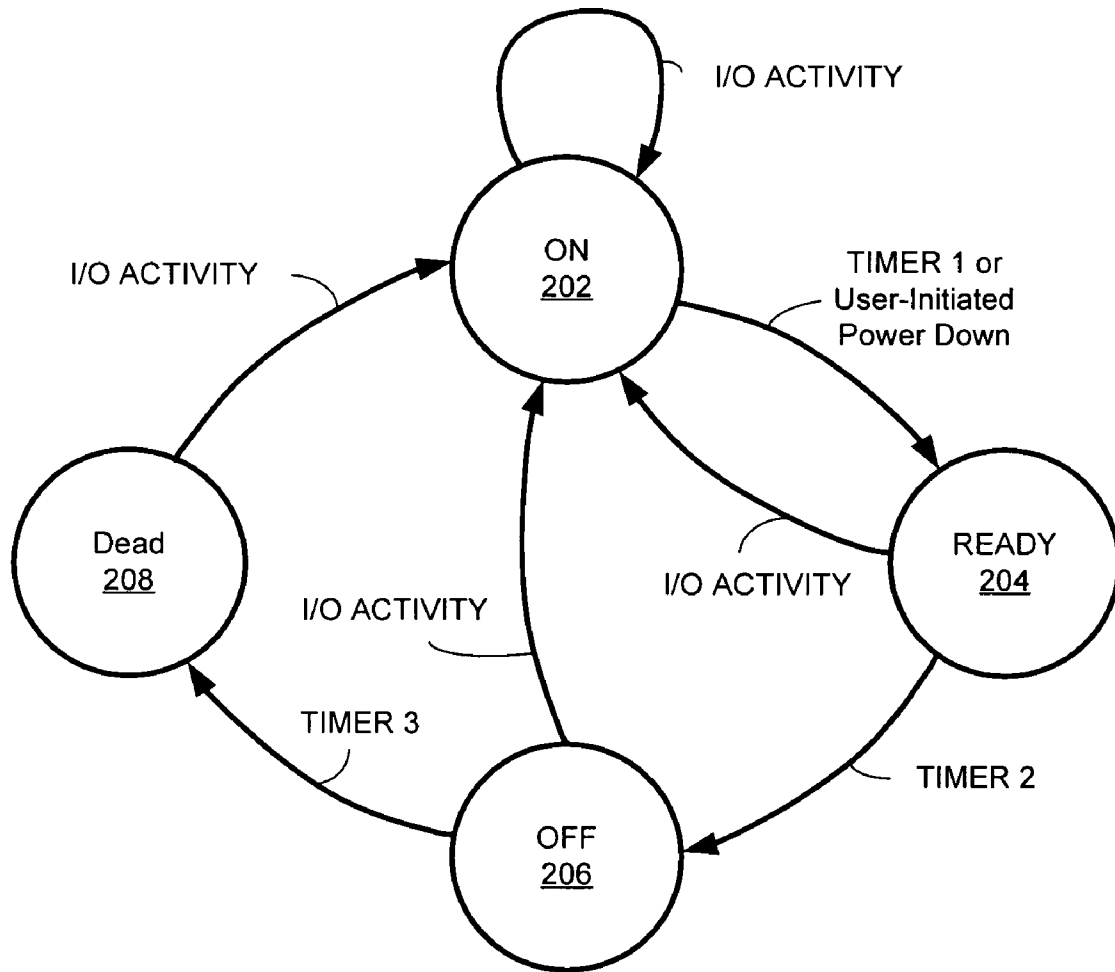 I/O ACTIVITY
I/O ACTIVITY
ON
202
TIMER 1 or
User-Initiated
Power Down
Dead
208
I/O ACTIVITY
I/O ACTIVITY
READY
204
TIMER 3
TIMER 2
OFF
206